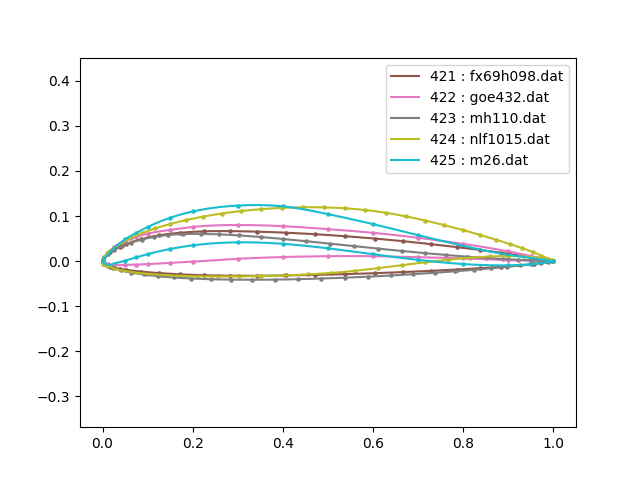 0.4
0.3
0.2
0.1
0.0
−0.1
−0.2
−0.3
0.0 0.2 0.4 0.6 0.8 1.0
421 : fx69h098.dat
422 : goe432.dat
423 : mh110.dat
424 : nlf1015.dat
425 : m26.dat